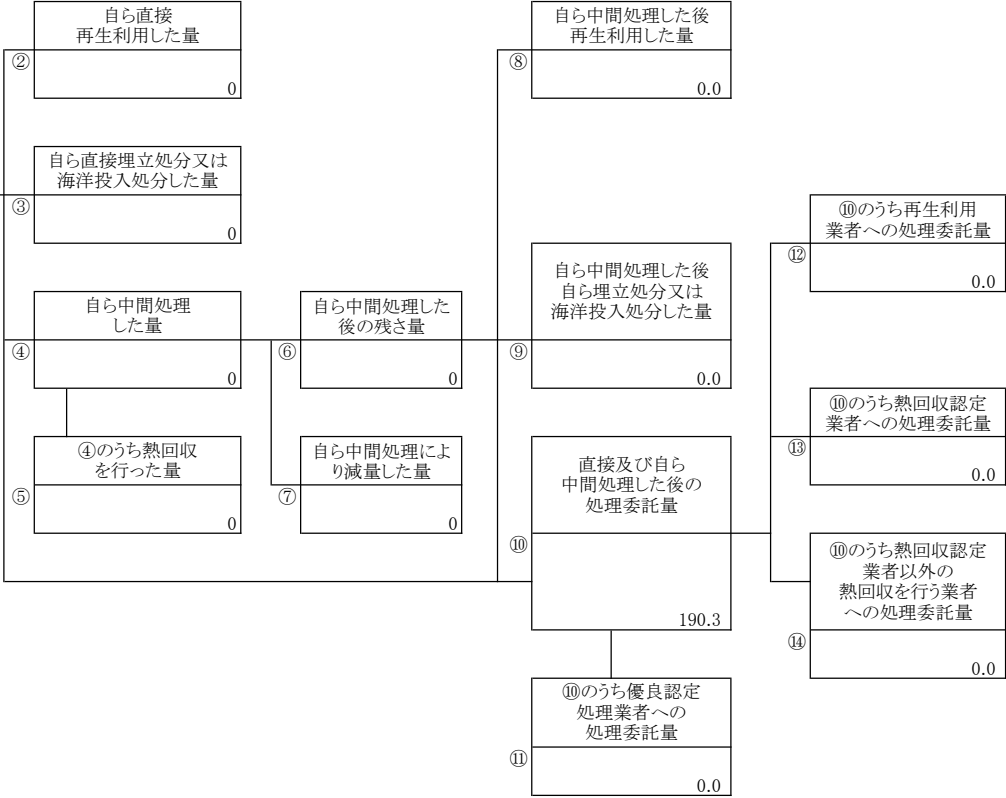 自ら直接
再生利用した量
②
0
自ら直接埋立処分又は
海洋投入処分した量
③
0
自ら中間処理
した量
④
0
④のうち熱回収
を行った量
⑤
0
自ら中間処理した
後の残さ量
⑥
0
自ら中間処理によ
り減量した量
⑦
0
自ら中間処理した後
再生利用した量
⑧
0.0
自ら中間処理した後
自ら埋立処分又は
海洋投入処分した量
⑨
0.0
直接及び自ら
中間処理した後の
処理委託量
⑩
190.3
⑩のうち優良認定
処理業者への
処理委託量
⑪
0.0
⑩のうち再生利用
業者への処理委託量
⑫
0.0
⑩のうち熱回収認定
業者への処理委託量
⑬
0.0
⑩のうち熱回収認定
業者以外の
熱回収を行う業者
への処理委託量
⑭
0.0